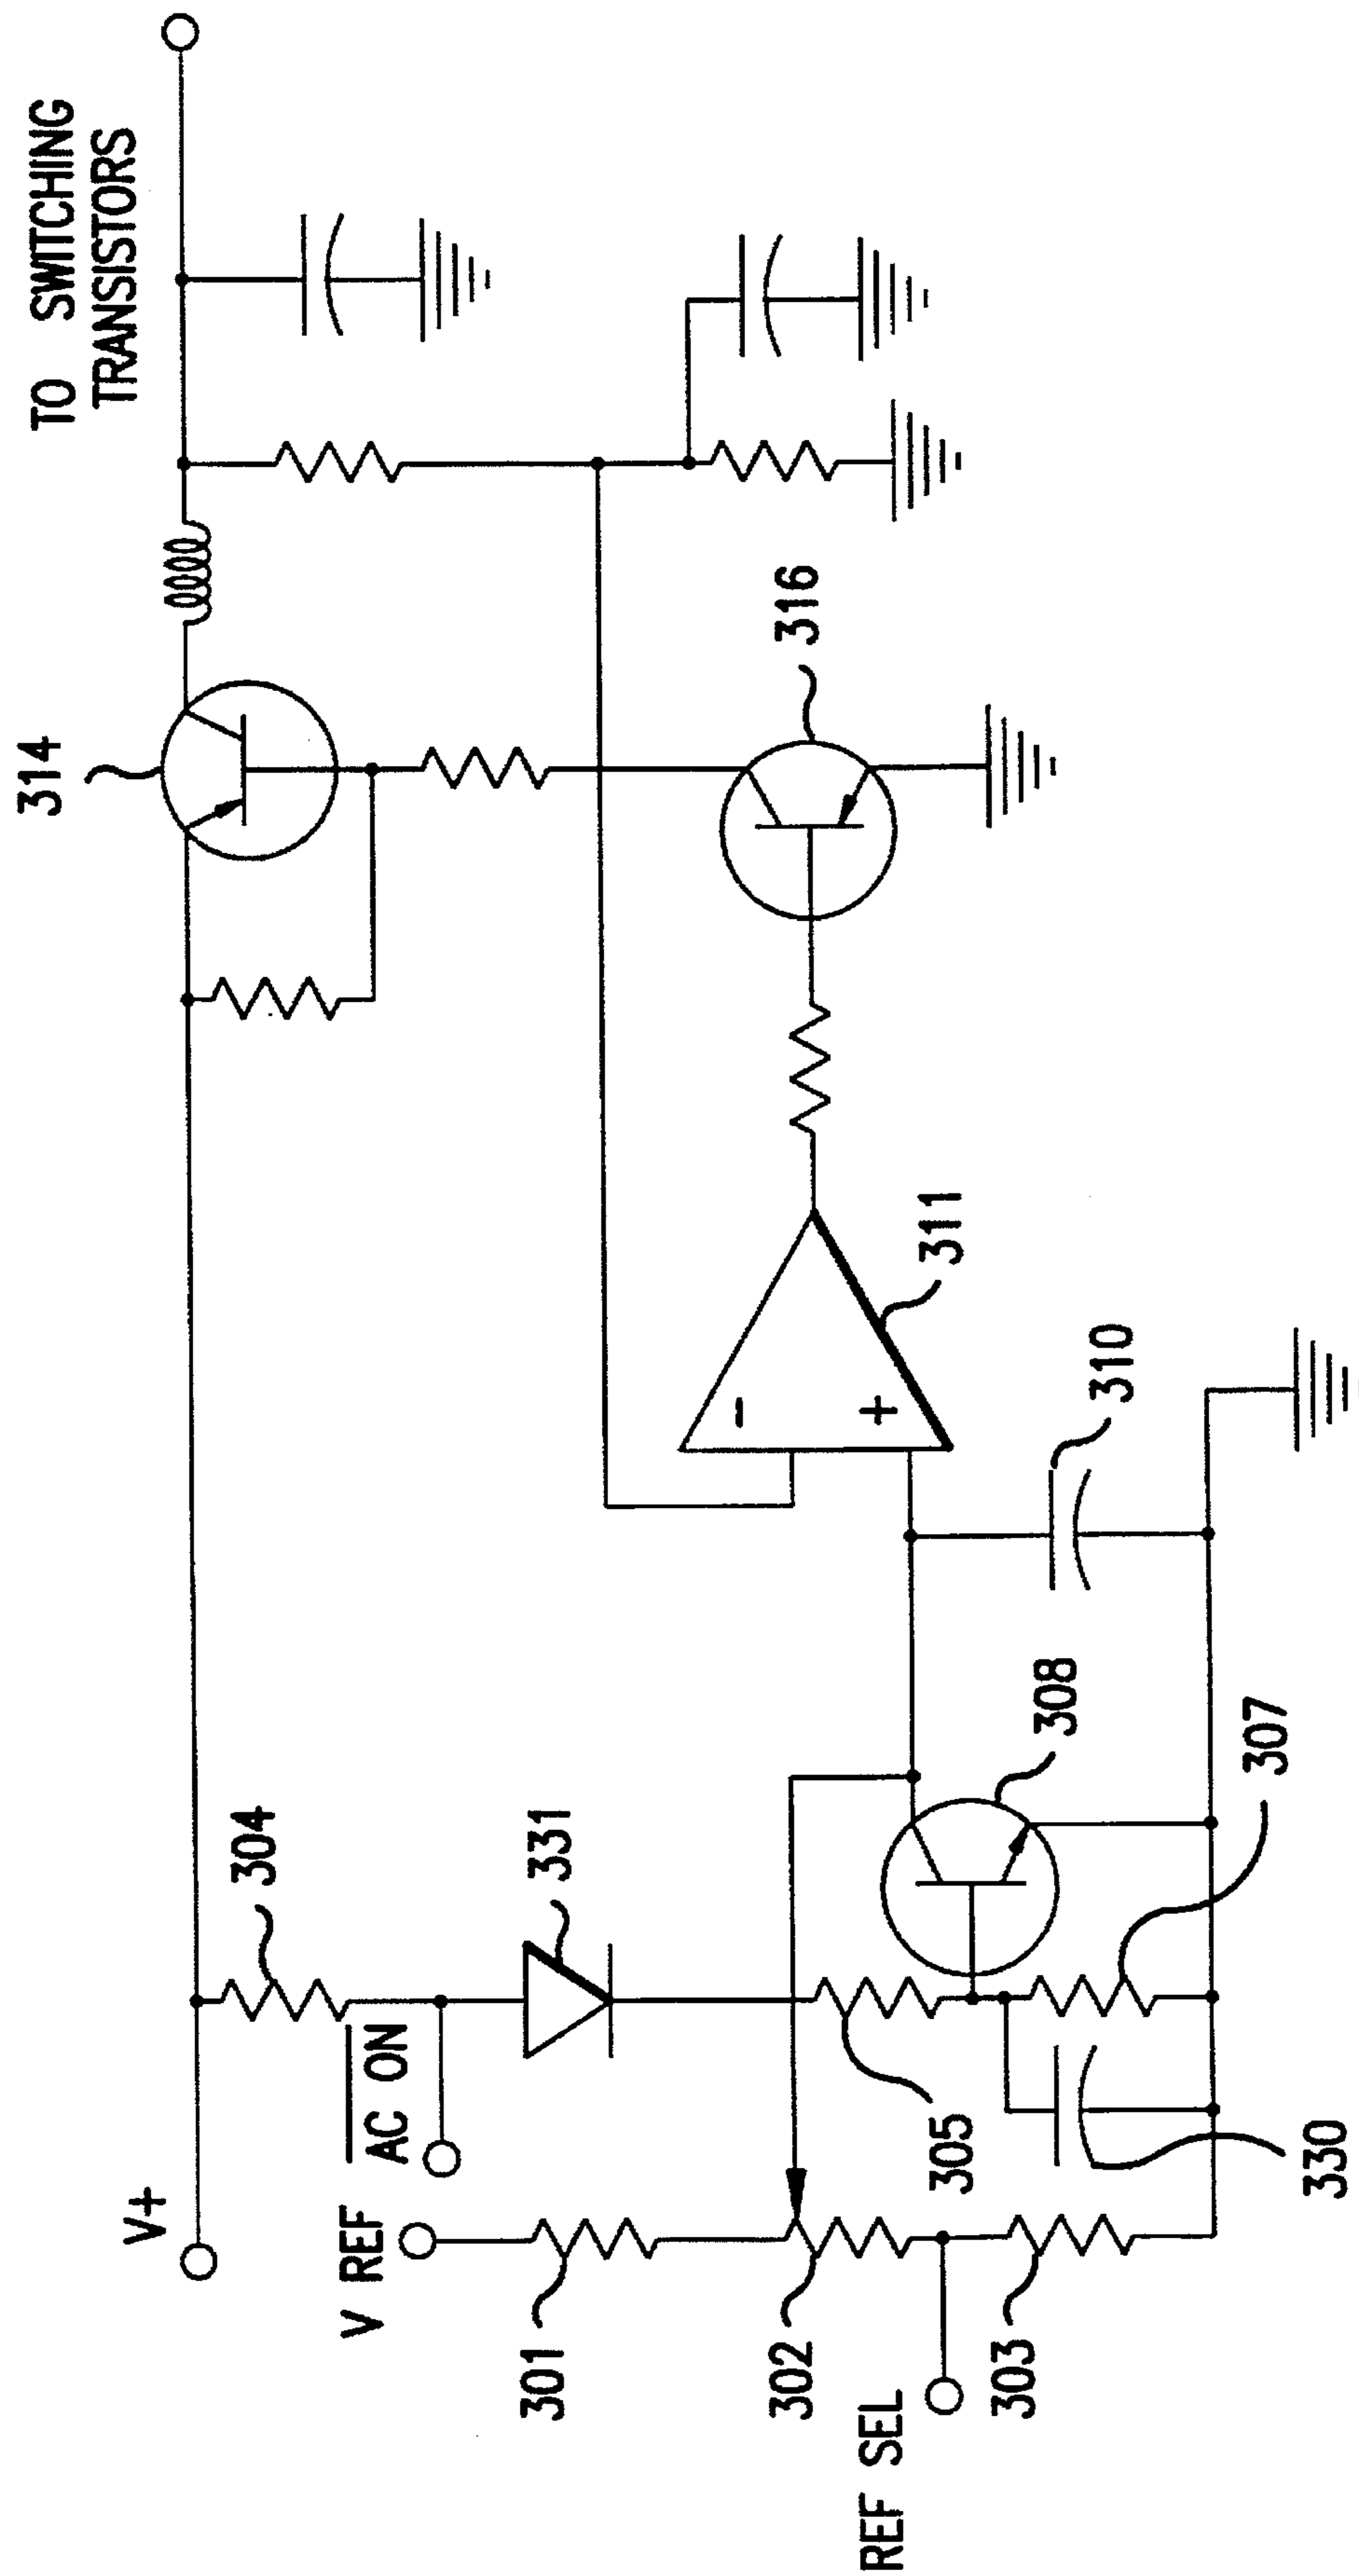 TO SWITCHING
TRANSISTORS
314
316
V+
304
AC ON
331
V REF
301
302
REF SEL
303
305
330
307
308
310
311
-
+